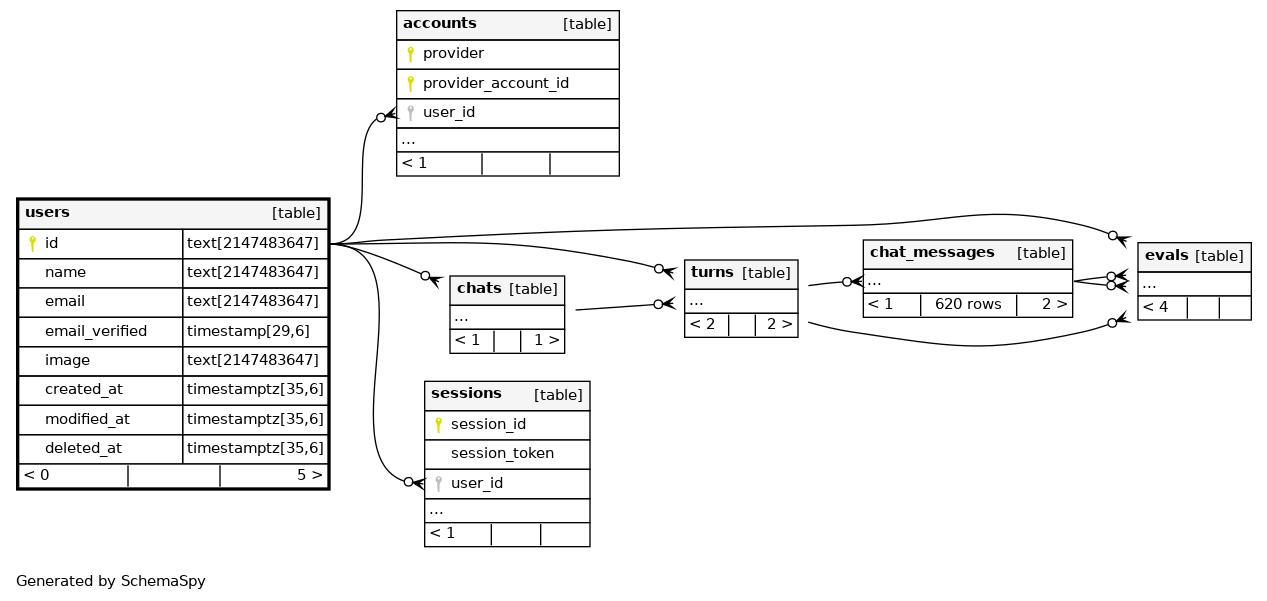 accounts [table]
provider
provider_account_id
user_id
...
< 1
users [table]
id text[2147483647]
name text[2147483647]
email text[2147483647]
email_verified timestamp[29,6]
image text[2147483647]
created_at timestamptz[35,6]
modified_at timestamptz[35,6]
deleted_at timestamptz[35,6]
< 0 5 >
chats [table]
...
< 1 1 >
sessions [table]
session_id
session_token
user_id
...
< 1
turns [table]
...
< 2 2 >
chat_messages [table]
...
< 1 620 rows 2 >
evals [table]
...
< 4
Generated by SchemaSpy